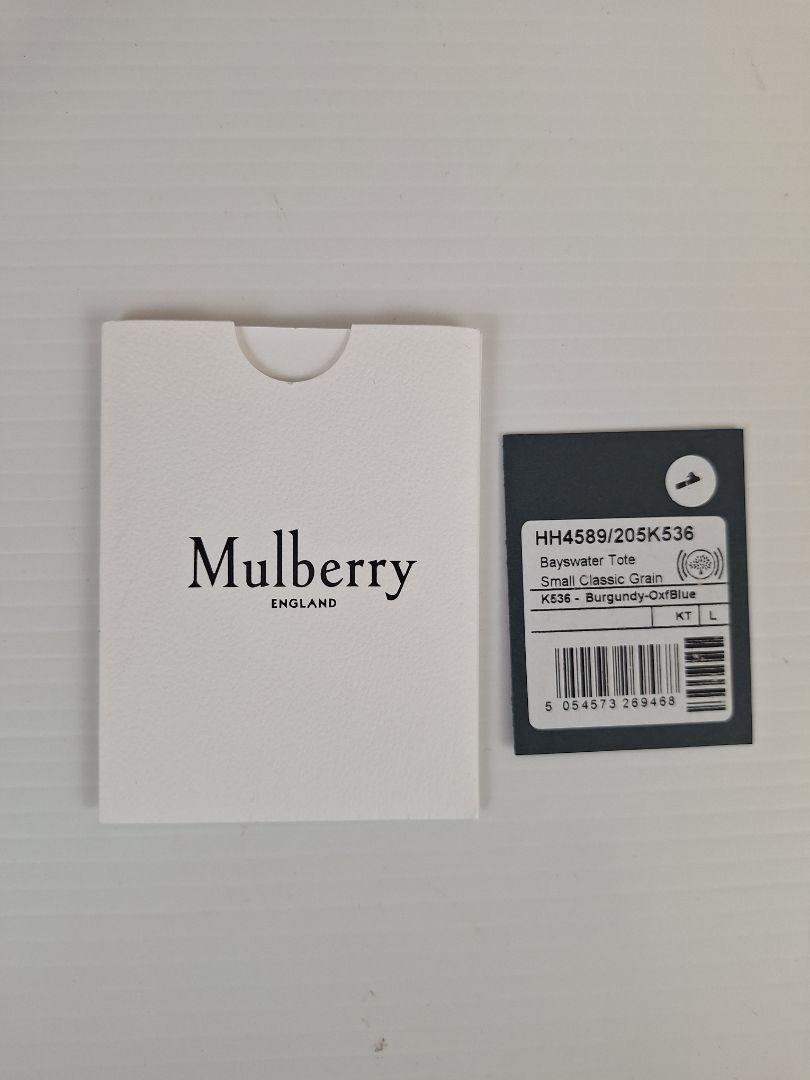 Mulberry
ENGLAND
HH4589/205K536
Bayswater Tote
Small Classic Grain
K536 - Burgundy-OxfBlue
KT L
5 054573 269468